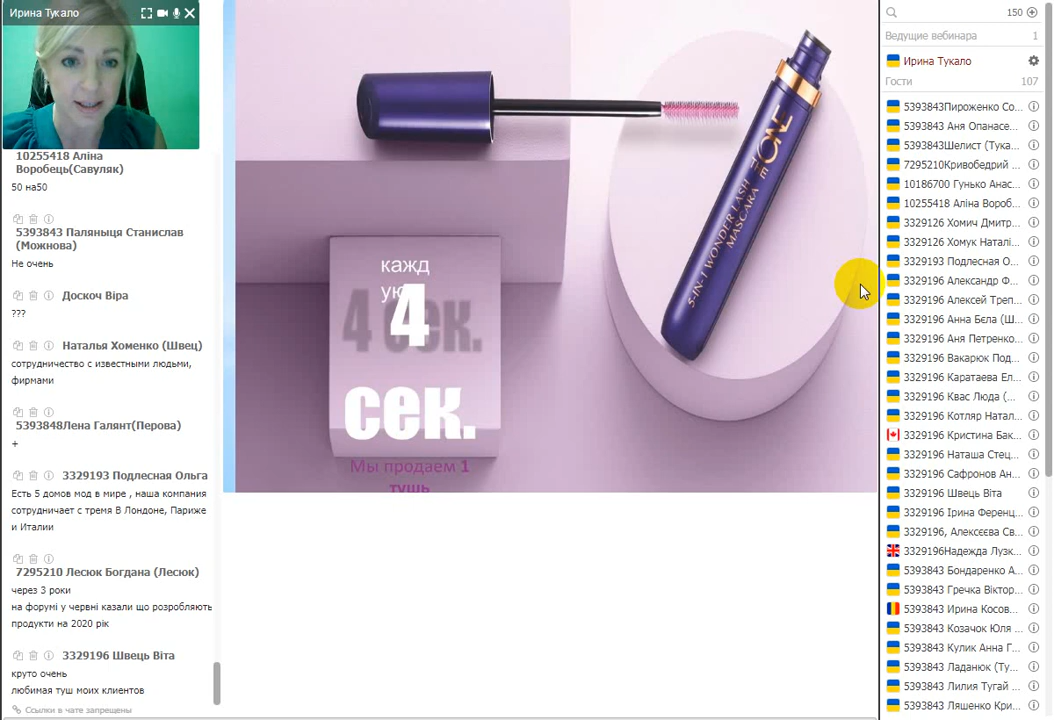 Ирина Тукало
10255418 Аліна
Воробець(Савуляк)
50 на50
5393843 Паляныця Станислав
(Можнова)
Не очень
Доскоч Віра
???
Наталья Хоменко (Швец)
сотрудничество с известными людьми,
фирмами
5393848Лена Галянт(Перова)
+
3329193 Подлесная Ольга
Есть 5 домов мод в мире , наша компания
сотрудничает с тремя В Лондоне, Париже
и Италии
7295210 Лесюк Богдана (Лесюк)
через 3 роки
на форумі у червні казали що розробляють
продукти на 2020 рік
3329196 Швець Віта
круто очень
любимая туш моих клиентов
Ссылки в чате запрещены
кажд
ую
4
сек.
4 сек.
Мы продаем 1
тушь
THE ONE
5-IN-1 WONDER LASH
MASCARA
150
Ведущие вебинара 1
Ирина Тукало
Гости 107
5393843Пироженко Со...
5393843 Аня Опанасе...
5393843Шелист (Тука...
7295210Кривобедрий ...
10186700 Гунько Анас...
10255418 Аліна Вороб...
3329126 Хомич Дмитр...
3329126 Хомук Наталі...
3329193 Подлесная О...
3329196 Александр Ф...
3329196 Алексей Треп...
3329196 Анна Бєла (Ш...
3329196 Аня Петренко...
3329196 Вакарюк Под...
3329196 Каратаева Ел...
3329196 Квас Люда (...
3329196 Котляр Натал...
3329196 Кристина Бак...
3329196 Наташа Стец...
3329196 Сафронов Ан...
3329196 Швець Віта
3329196 Ірина Ференц...
3329196, Алексєєва Св...
3329196Надежда Лузк...
5393843 Бондаренко А...
5393843 Гречка Віктор...
5393843 Ирина Косов...
5393843 Козачок Юля ...
5393843 Кулик Анна Г...
5393843 Ладанюк (Ту...
5393843 Лилия Тугай ...
5393843 Ляшенко Кри...